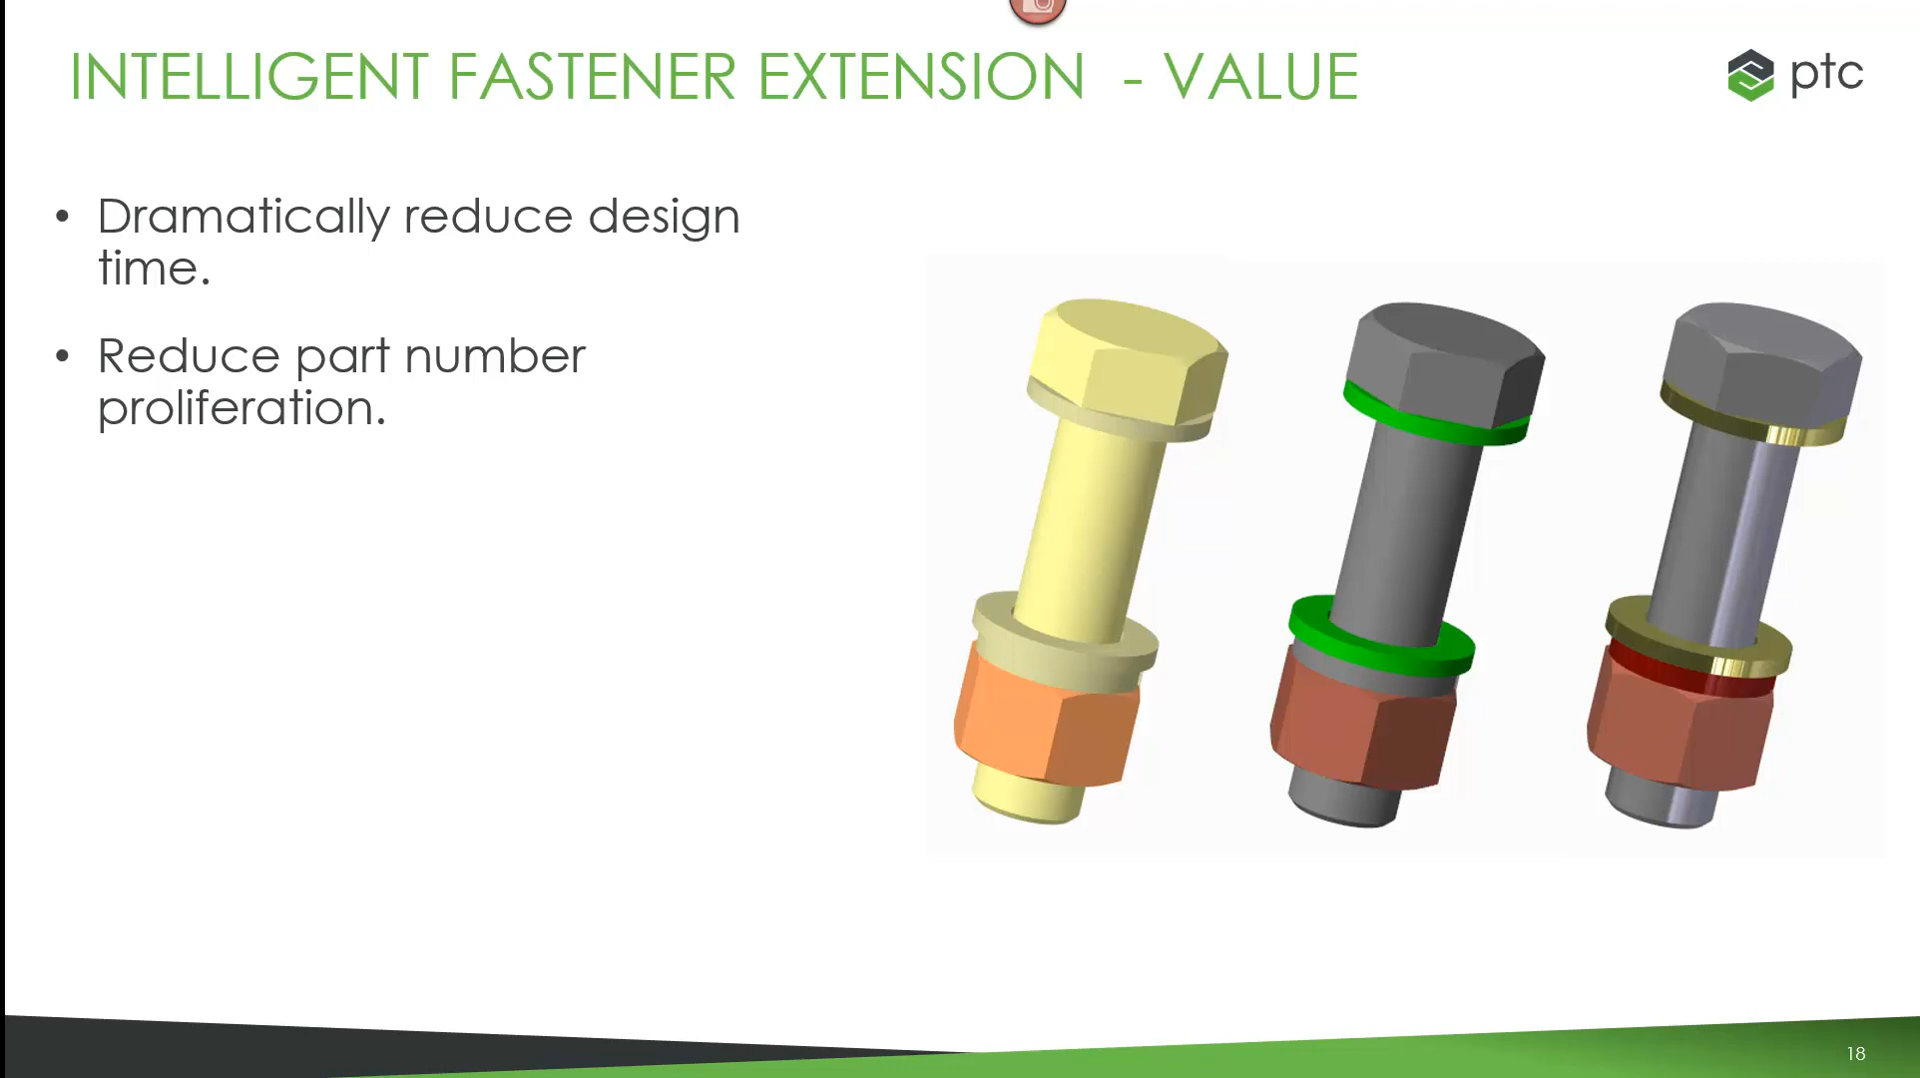 INTELLIGENT FASTENER EXTENSION - VALUE
ptc
• Dramatically reduce design
time.
• Reduce part number
proliferation.
18